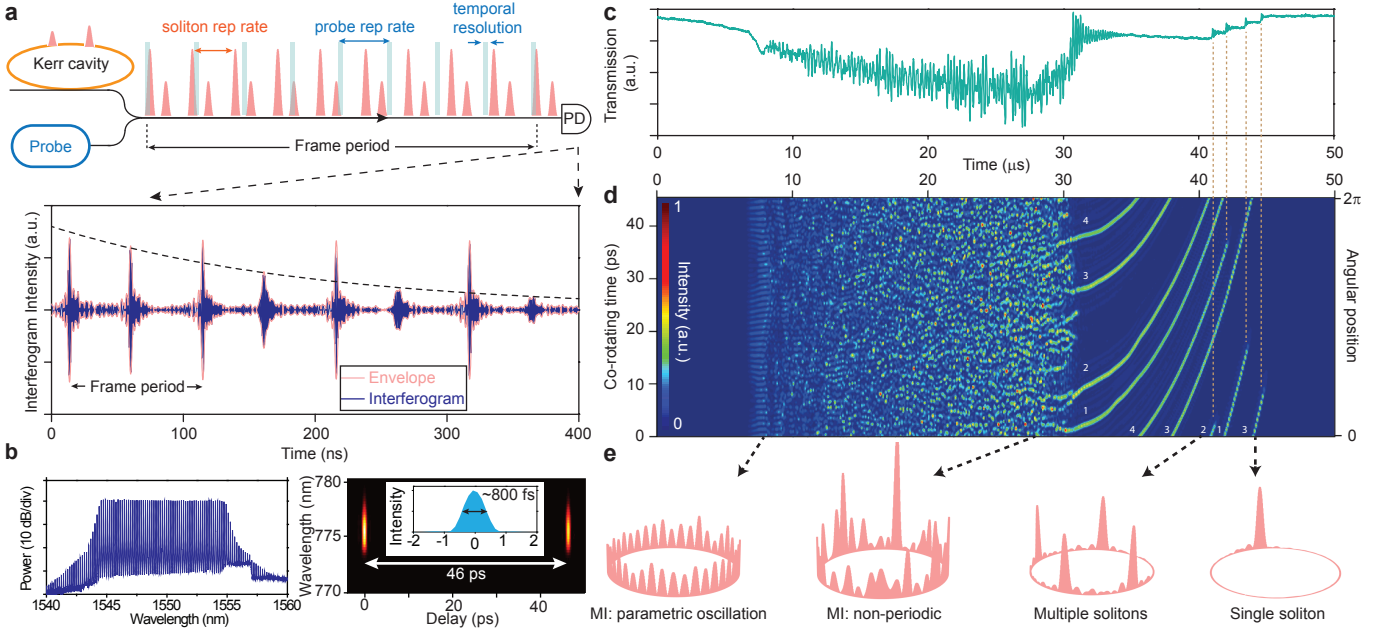 a
Kerr cavity
Probe
soliton rep rate
probe rep rate
temporal
resolution
PD
Frame period
Interferogram Intensity (a.u.)
Frame period
Envelope
Interferogram
0 100 200 300 400
Time (ns)
b
Power (10 dB/div)
1540 1545 1550 1555 1560
Wavelength (nm)
Wavelength (nm)
780
775
770
Intensity
~800 fs
-2 -1 0 1 2
46 ps
0 20 40
Delay (ps)
c
Transmission
(a.u.)
0 10 20 30 40 50
Time (μs)
0 10 20 30 40 50
d
Co-rotating time (ps)
40
30
20
10
0
1
Intensity (a.u.)
0
4
3
2
1
4 3 2 1 3
2π
Angular position
0
e
MI: parametric oscillation
MI: non-periodic
Multiple solitons
Single soliton